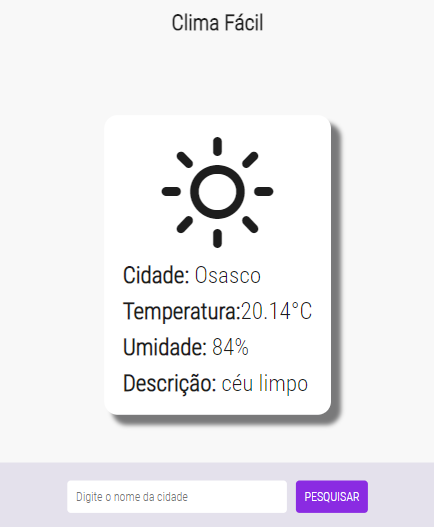 Clima Fácil
Cidade: Osasco
Temperatura:20.14°C
Umidade: 84%
Descrição: céu limpo
Digite o nome da cidade
PESQUISAR